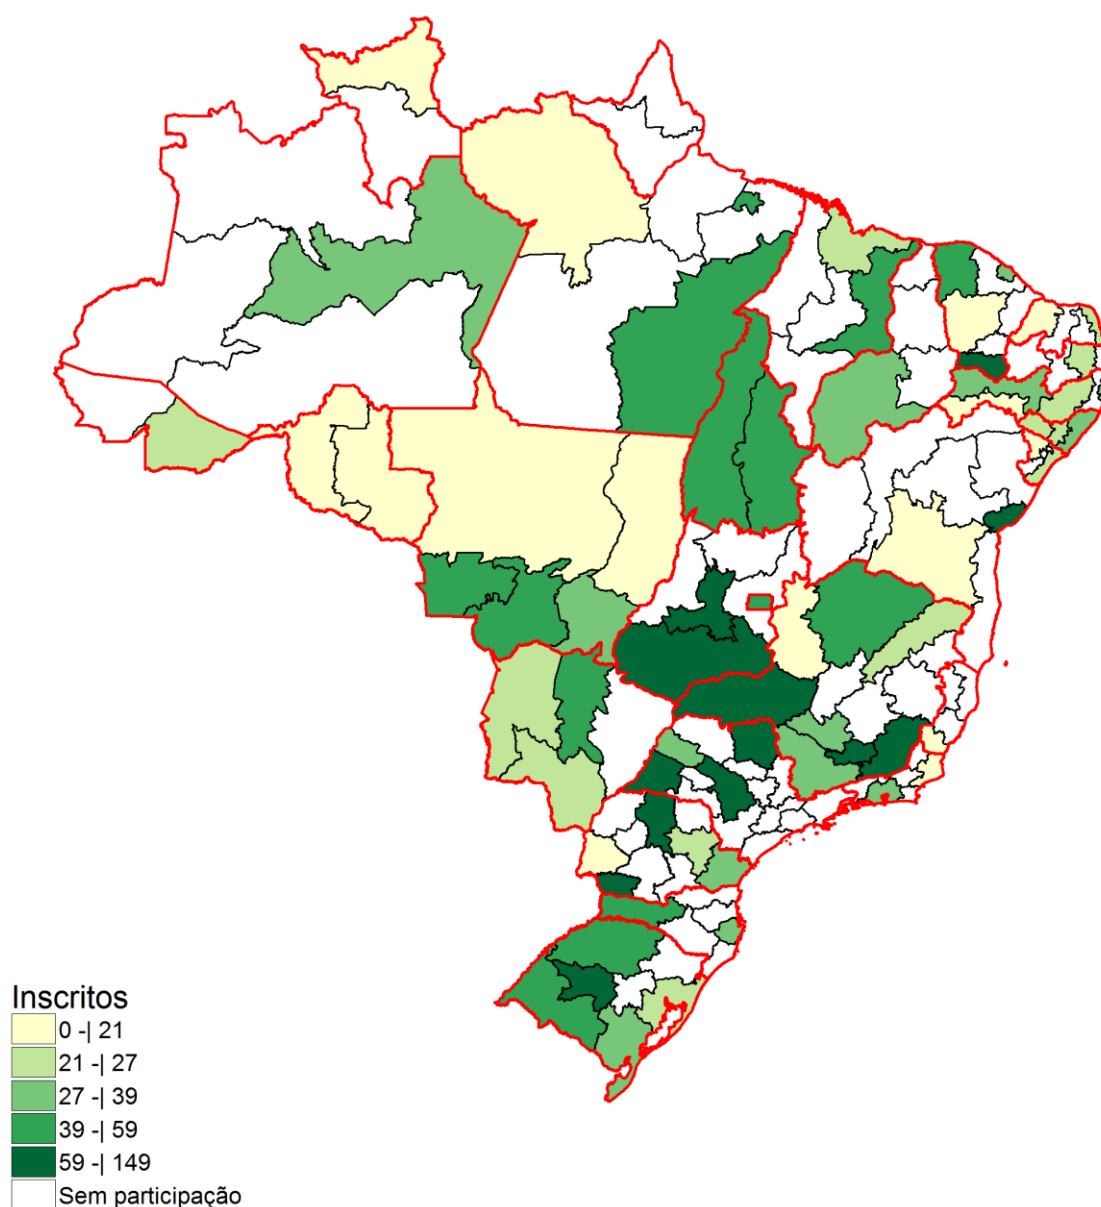 Inscritos
0 -| 21
21 -| 27
27 -| 39
39 -| 59
59 -| 149
Sem participação